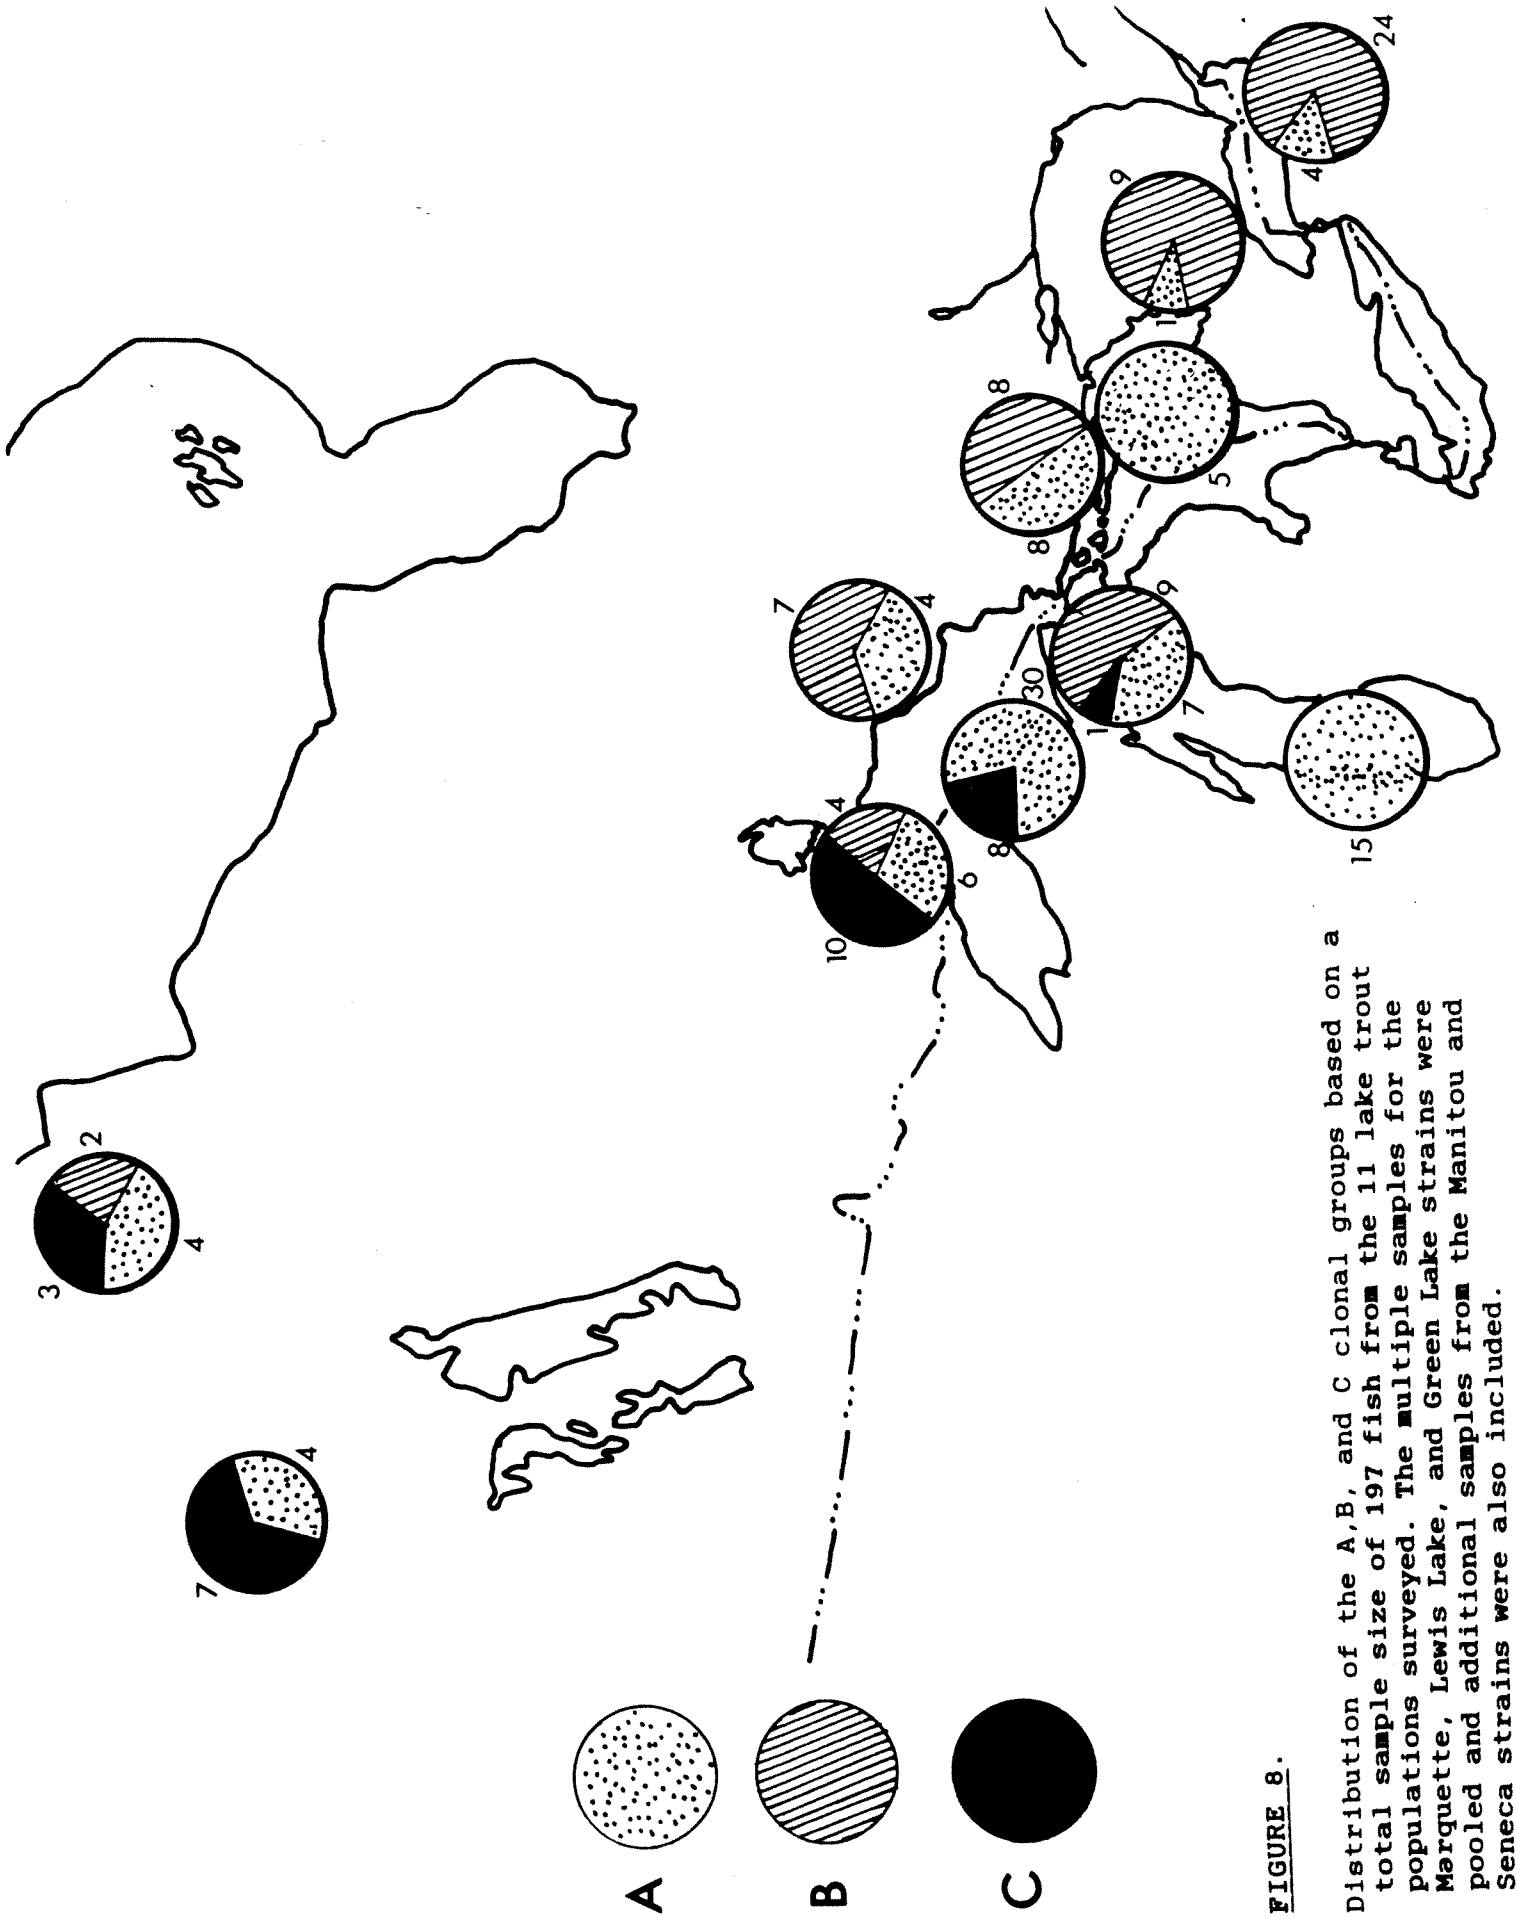 3
2
4
7
4
A
7
B
10
4
4
6
8
8
C
30
8
1
9
1
9
7
5
4
15
24
FIGURE 8.
Distribution of the A,B, and C clonal groups based on a
total sample size of 197 fish from the 11 lake trout
populations surveyed. The multiple samples for the
Marquette, Lewis Lake, and Green Lake strains were
pooled and additional samples from the Manitou and
Seneca strains were also included.